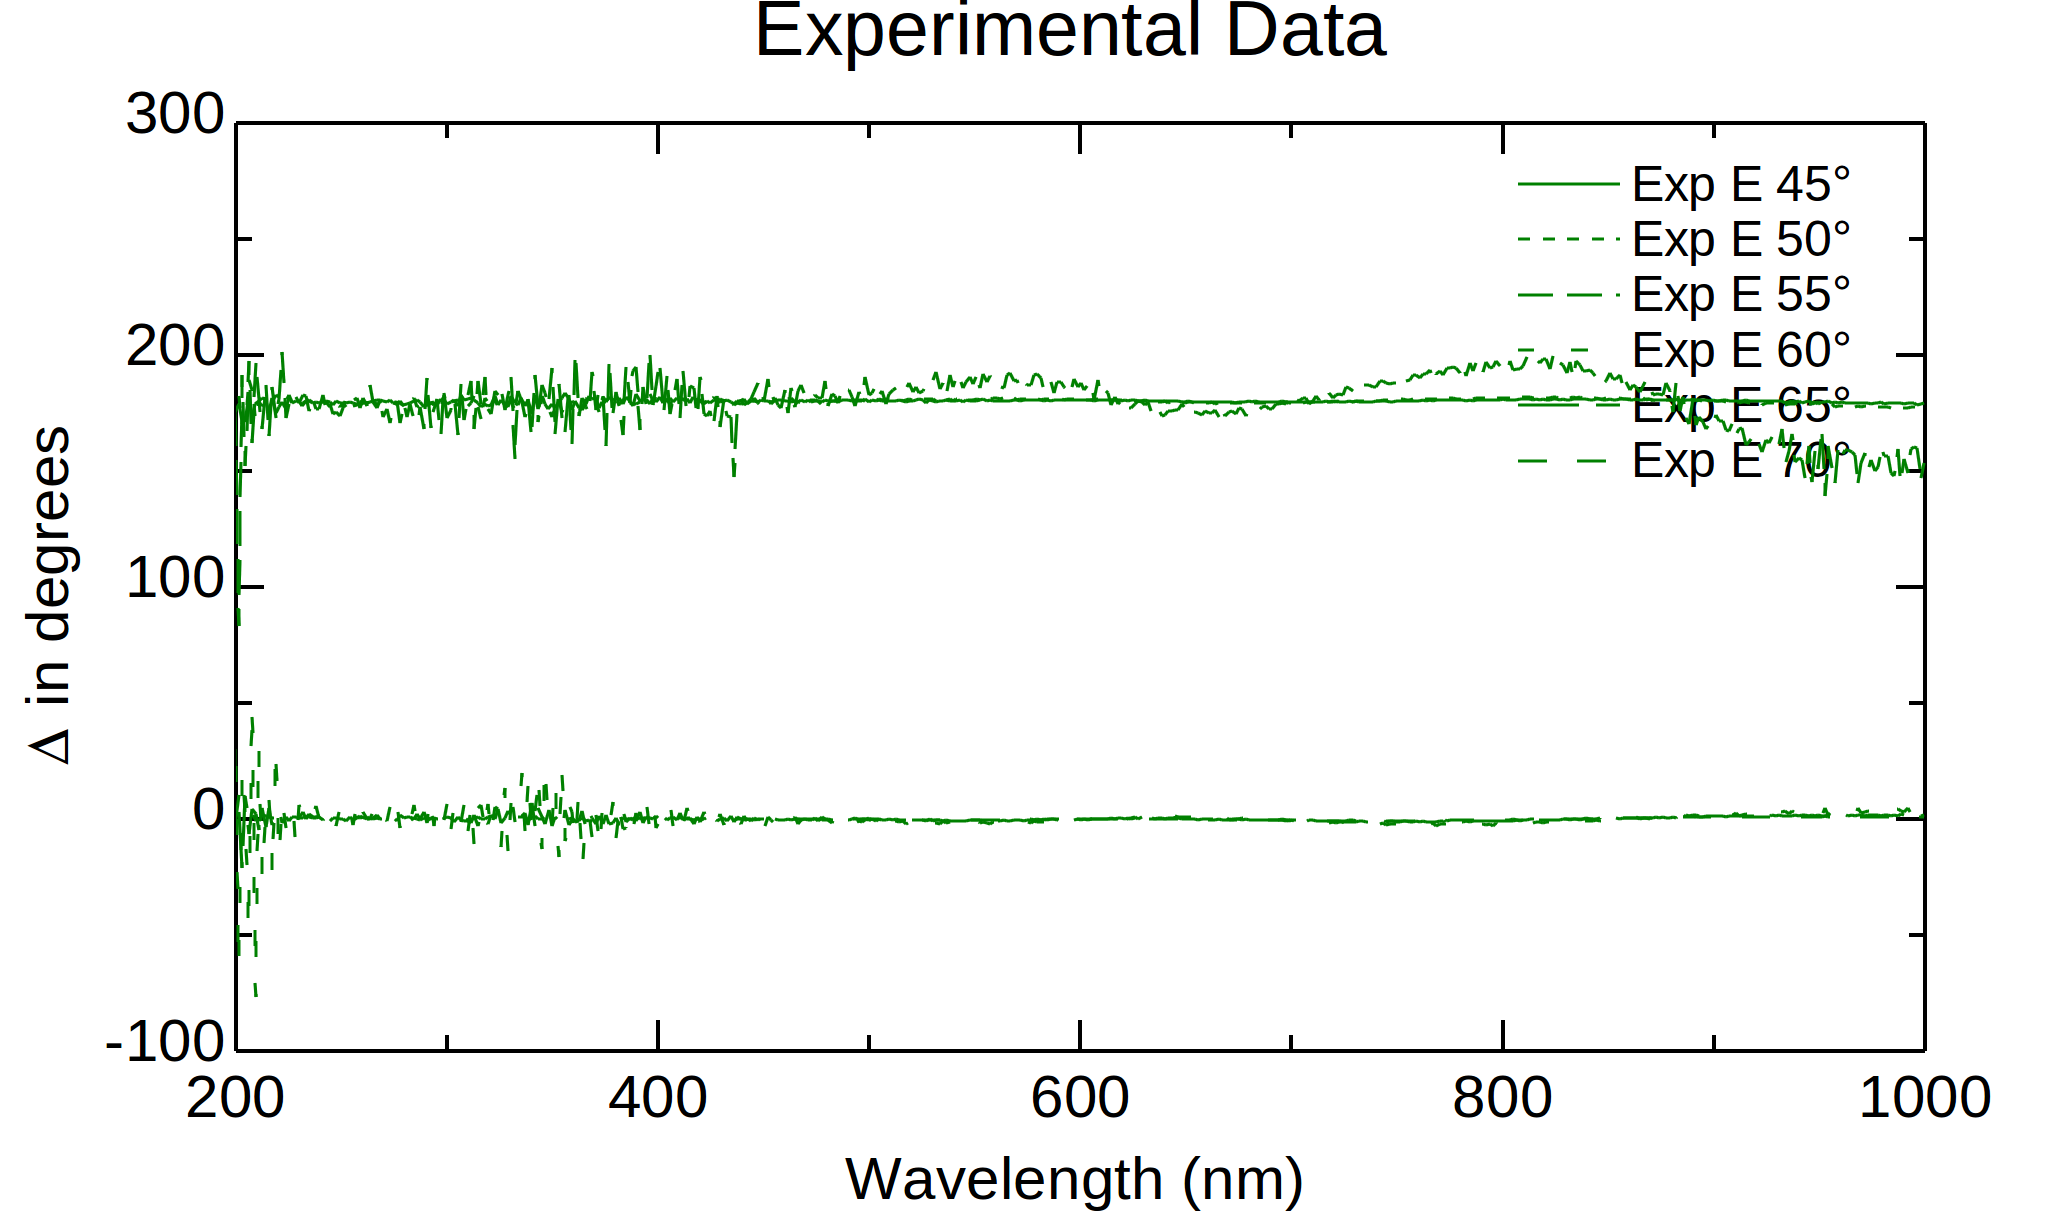 Experimental Data
300
200
100
0
-100
Δ in degrees
Exp E 45°
Exp E 50°
Exp E 55°
Exp E 60°
Exp E 65°
Exp E 70°
200 400 600 800 1000
Wavelength (nm)